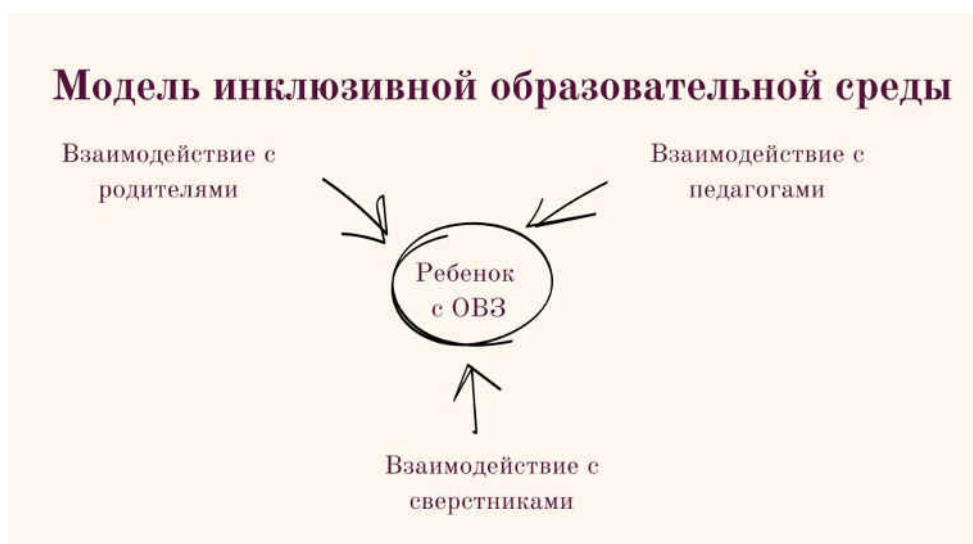 Модель инклюзивной образовательной среды
Взаимодействие с
родителями
Взаимодействие с
педагогами
Ребенок
с ОВЗ
Взаимодействие с
сверстниками